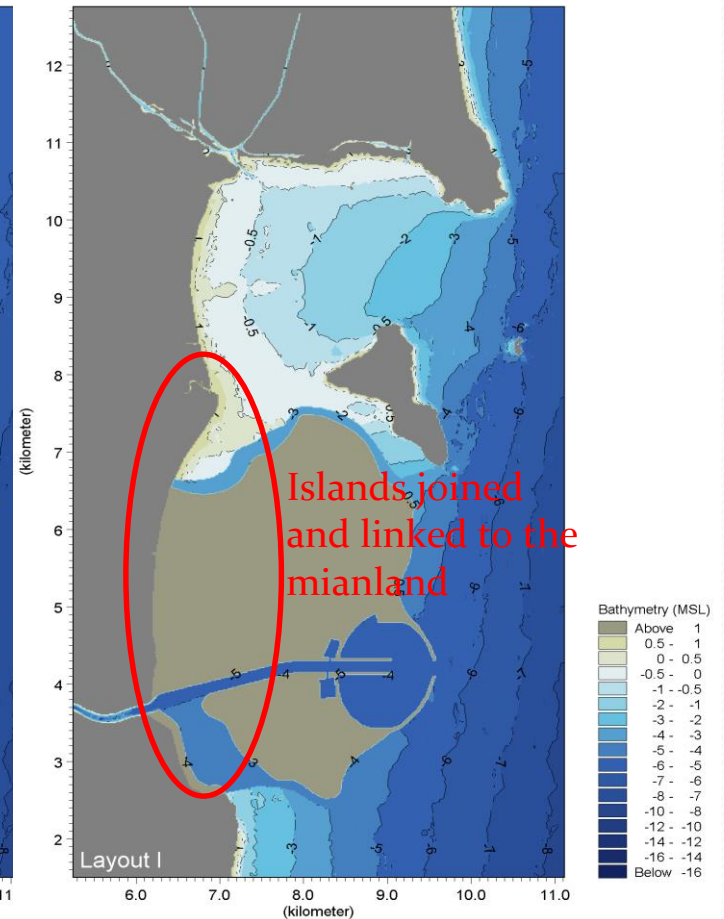 12
11
10
9
8
7
6
5
4
3
2
(kilometer)
Islands joined
and linked to the
mianland
Layout I
11
6.0 7.0 8.0 9.0 10.0 11.0
(kilometer)
Bathymetry (MSL)
Above 1
0.5 - 1
0 - 0.5
-0.5 - 0
-1 - -0.5
-2 - -1
-3 - -2
-4 - -3
-5 - -4
-6 - -5
-7 - -6
-8 - -7
-10 - -8
-12 - -10
-14 - -12
-16 - -14
Below -16